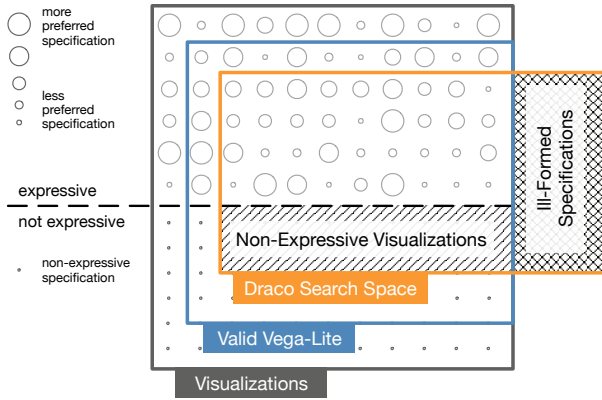 more
preferred
specification
less
preferred
specification
expressive
not expressive
non-expressive
specification
Non-Expressive Visualizations
Ill-Formed
Specifications
Draco Search Space
Valid Vega-Lite
Visualizations